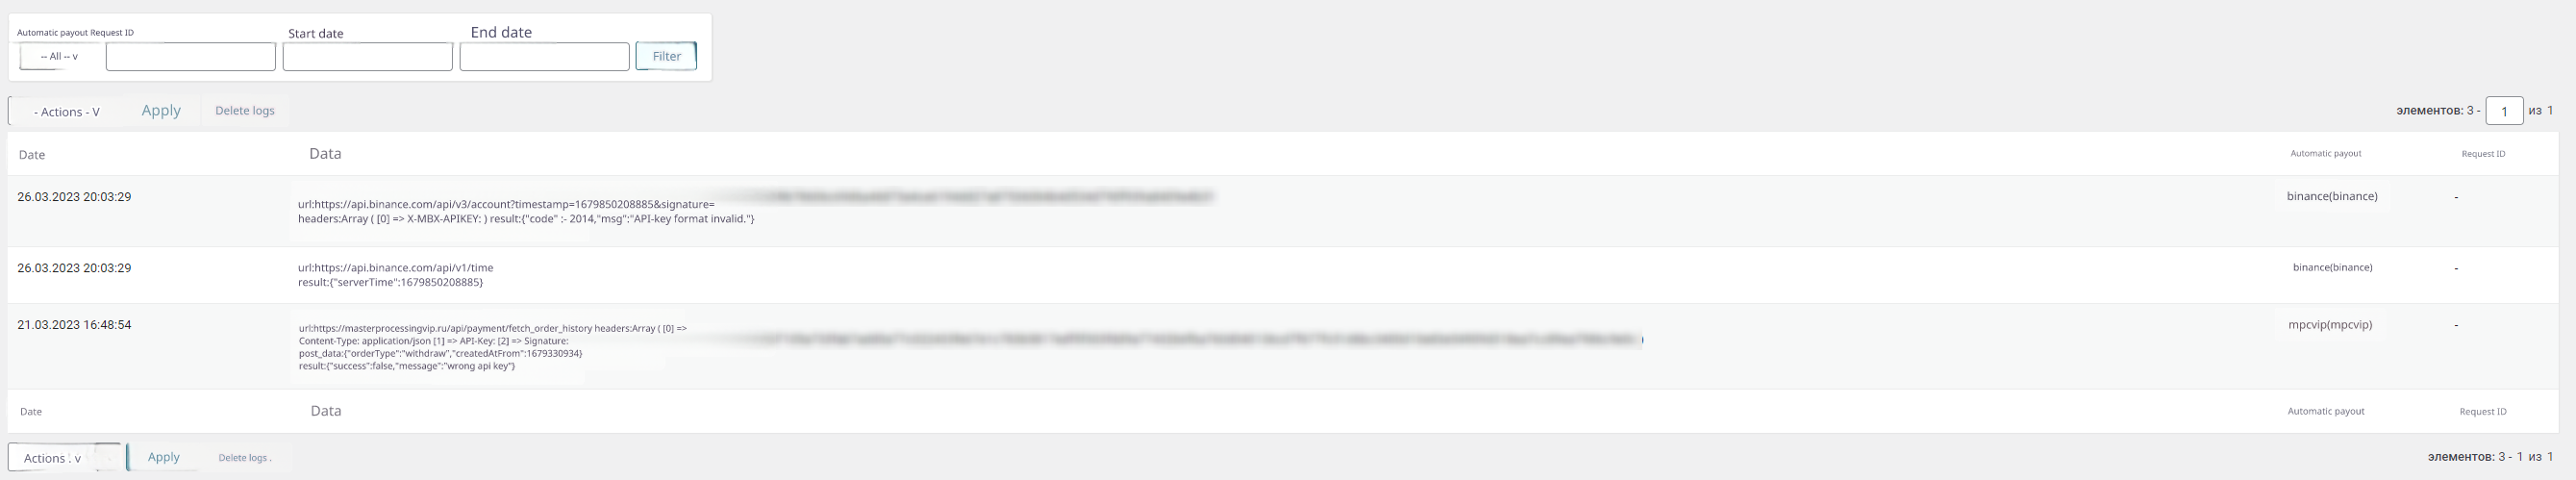 Automatic payout Request ID
Start date
End date
-- All -- v
Filter
- Actions - V
Apply
Delete logs
элементов: 3 - 1 из 1
Date
Data
Automatic payout
Request ID
26.03.2023 20:03:29
url:https://api.binance.com/api/v3/account?timestamp=1679850208885&signature=
headers:Array ( [0] => X-MBX-APIKEY: ) result:{"code" :- 2014,"msg":"API-key format invalid."}
binance(binance)
-
26.03.2023 20:03:29
url:https://api.binance.com/api/v1/time
result:{"serverTime":1679850208885}
binance(binance)
-
21.03.2023 16:48:54
url:https://masterprocessingvip.ru/api/payment/fetch_order_history headers:Array ( [0] =>
Content-Type: application/json [1] => API-Key: [2] => Signature:
post_data:{"orderType":"withdraw","createdAtFrom":1679330934}
result:{"success":false,"message":"wrong api key"}
mpcvip(mpcvip)
-
Date
Data
Automatic payout
Request ID
Actions . v
Apply
Delete logs .
элементов: 3 - 1 из 1